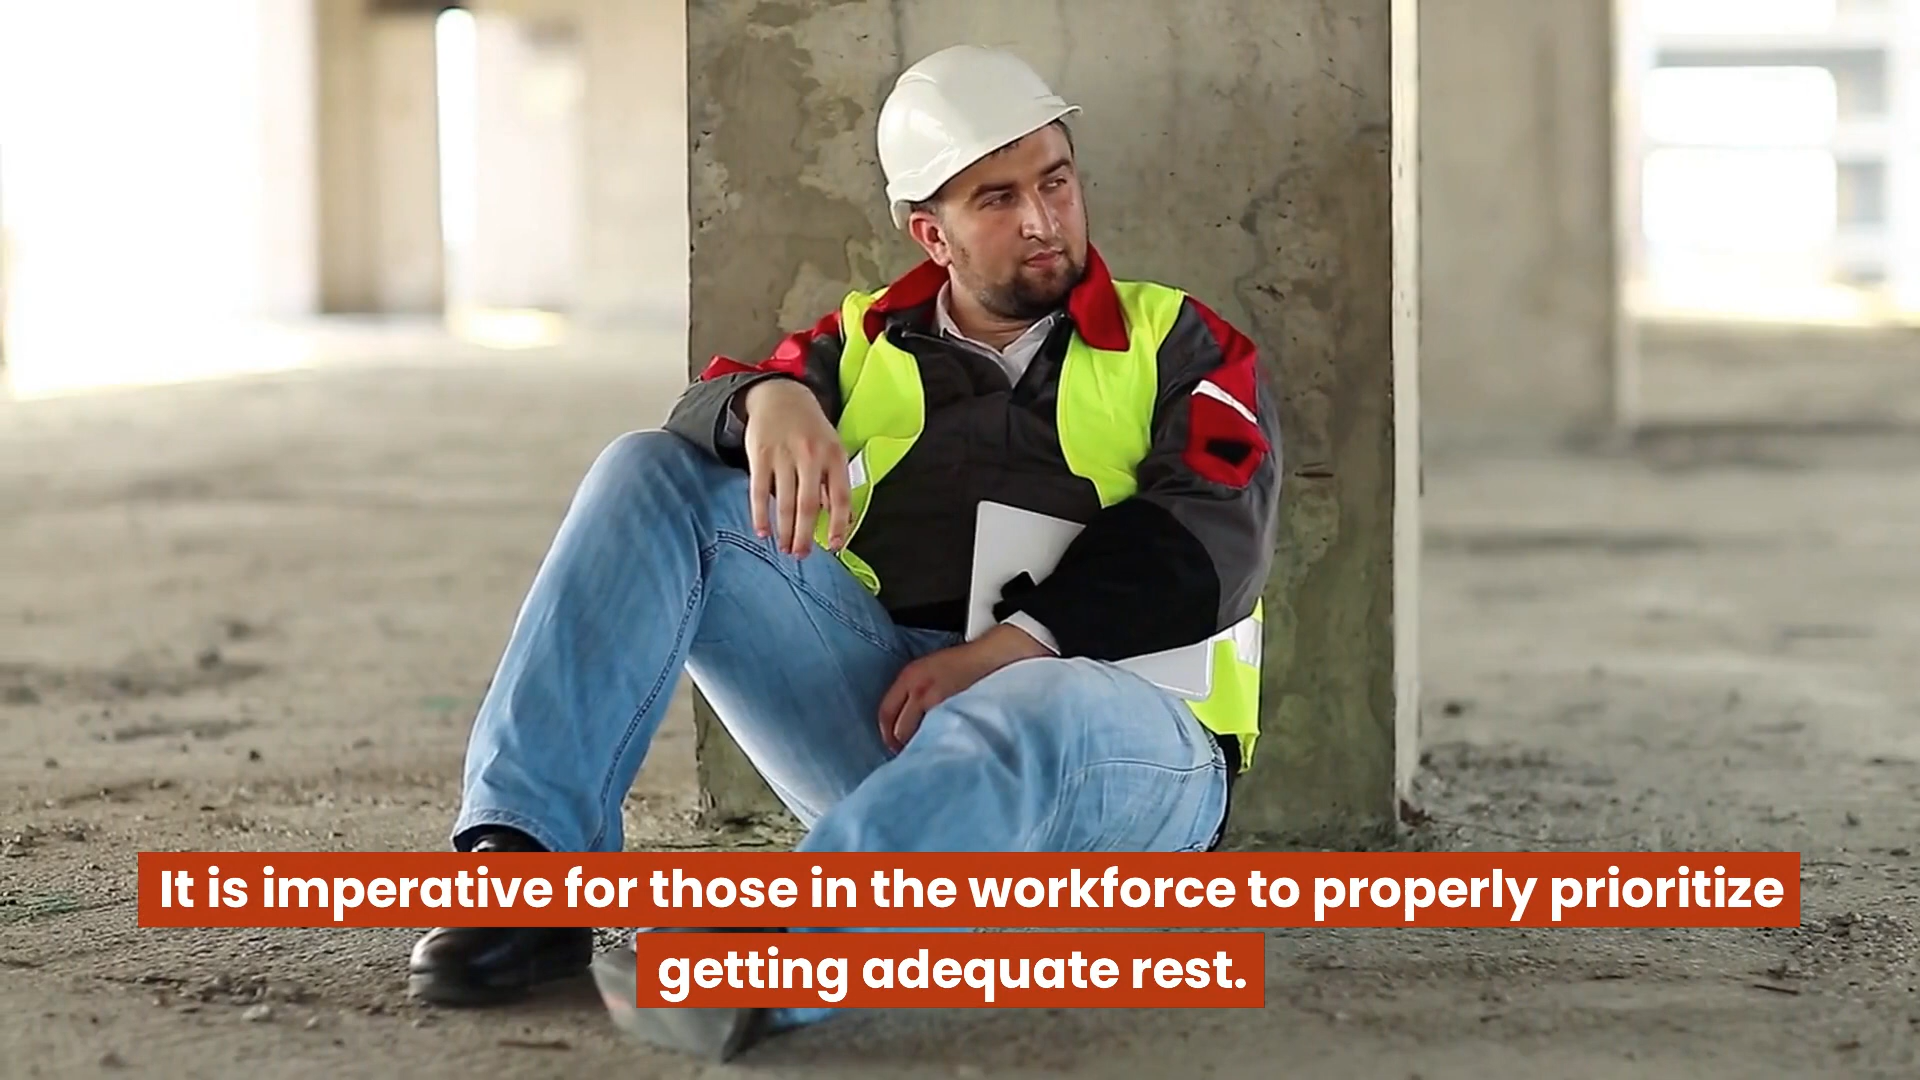 It is imperative for those in the workforce to properly prioritize
getting adequate rest.